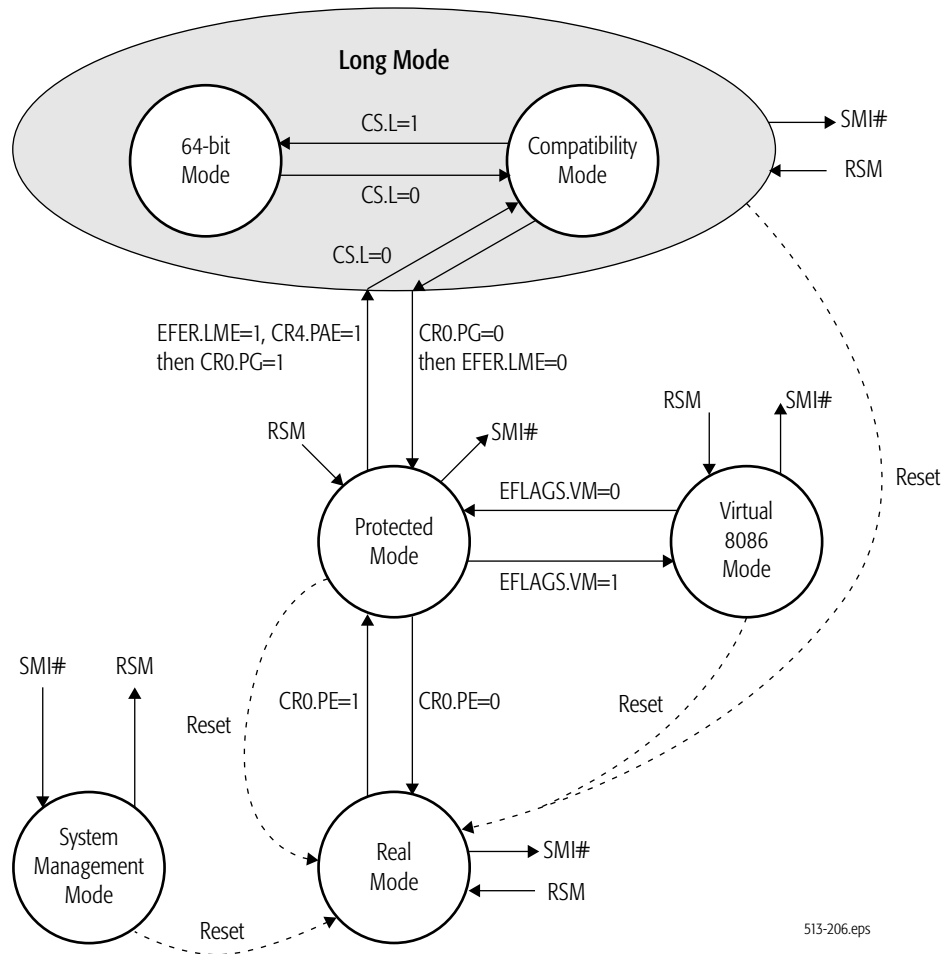 Long Mode
64-bit
Mode
CS.L=1
CS.L=0
Compatibility
Mode
SMI#
RSM
CS.L=0
EFER.LME=1, CR4.PAE=1
then CR0.PG=1
CR0.PG=0
then EFER.LME=0
RSM
SMI#
RSM
SMI#
Reset
Protected
Mode
EFLAGS.VM=0
EFLAGS.VM=1
Virtual
8086
Mode
SMI#
RSM
Reset
CR0.PE=1
CR0.PE=0
Reset
System
Management
Mode
Real
Mode
SMI#
RSM
Reset
513-206.eps